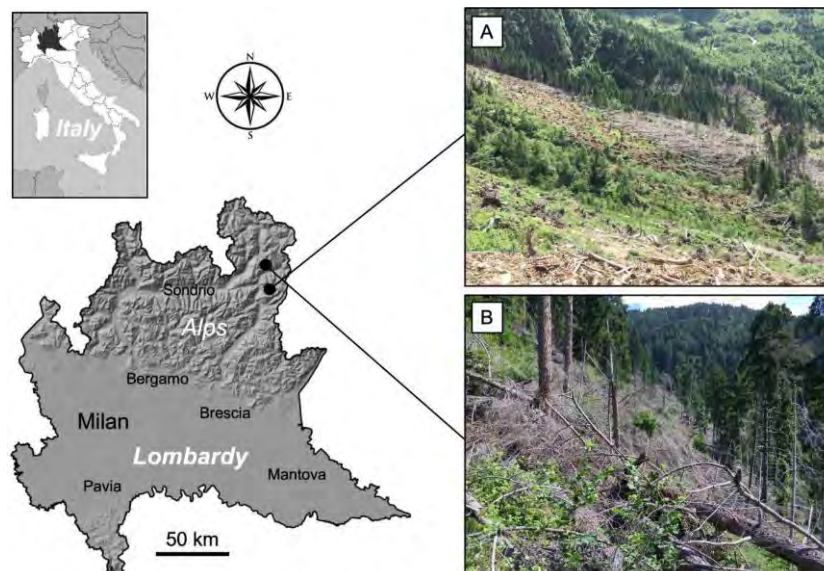 Italy
N
W
E
S
A
Sondrio
Alps
Bergamo
Brescia
Milan
Lombardy
Pavia
Mantova
50 km
B